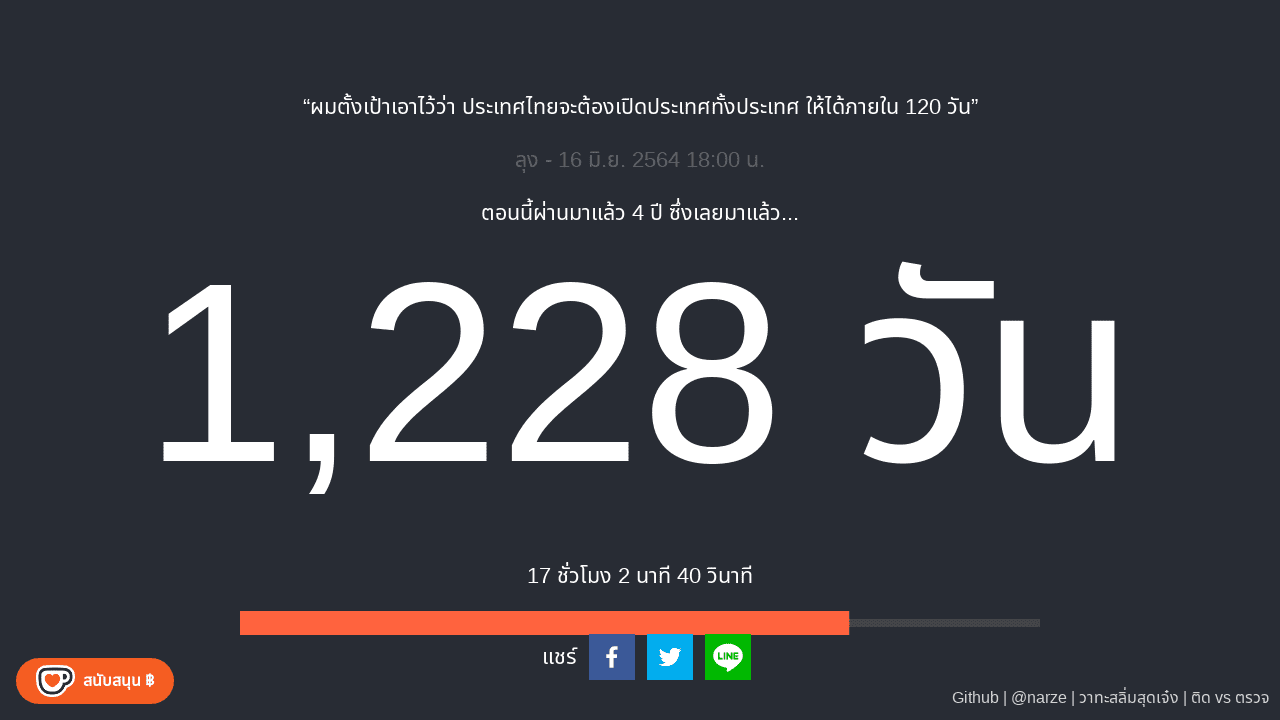 “ผมตั้งเป้าเอาไว้ว่า ประเทศไทยจะต้องเปิดประเทศทั้งประเทศ ให้ได้ภายใน 120 วัน”
ลุง - 16 มิ.ย. 2564 18:00 น.
ตอนนี้ผ่านมาแล้ว 4 ปี ซึ่งเลยมาแล้ว...
1,228 วัน
17 ชั่วโมง 2 นาที 40 วินาที
แชร์
LINE
สนับสนุน ฿
Github | @narze | วาทะสลิ่มสุดเจ๋ง | ติด vs ตรวจ